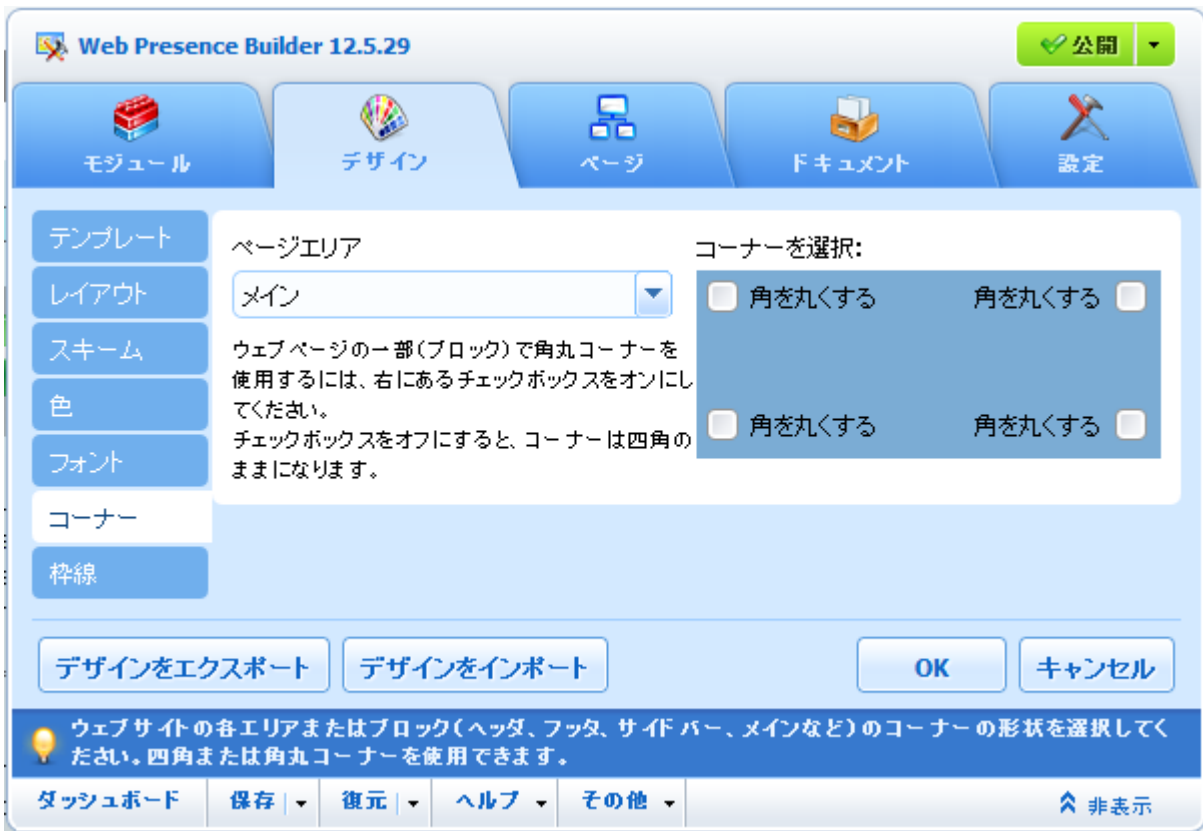 Web Presence Builder 12.5.29
公開
モジュール
デザイン
ページ
ドキュメント
設定
テンプレート
レイアウト
スキーム
色
フォント
コーナー
枠線
ページエリア
メイン
ウェブページの一部(ブロック)で角丸コーナーを
使用するには、右にあるチェックボックスをオンにし
てください。
チェックボックスをオフにすると、コーナーは四角の
ままになります。
コーナーを選択:
角を丸くする 角を丸くする
角を丸くする 角を丸くする
デザインをエクスポート デザインをインポート OK キャンセル
ウェブサイトの各エリアまたはブロック(ヘッダ、フッタ、サイドバー、メインなど)のコーナーの形状を選択してく
ださい。四角または角丸コーナーを使用できます。
ダッシュボード 保存 復元 ヘルプ その他 非表示